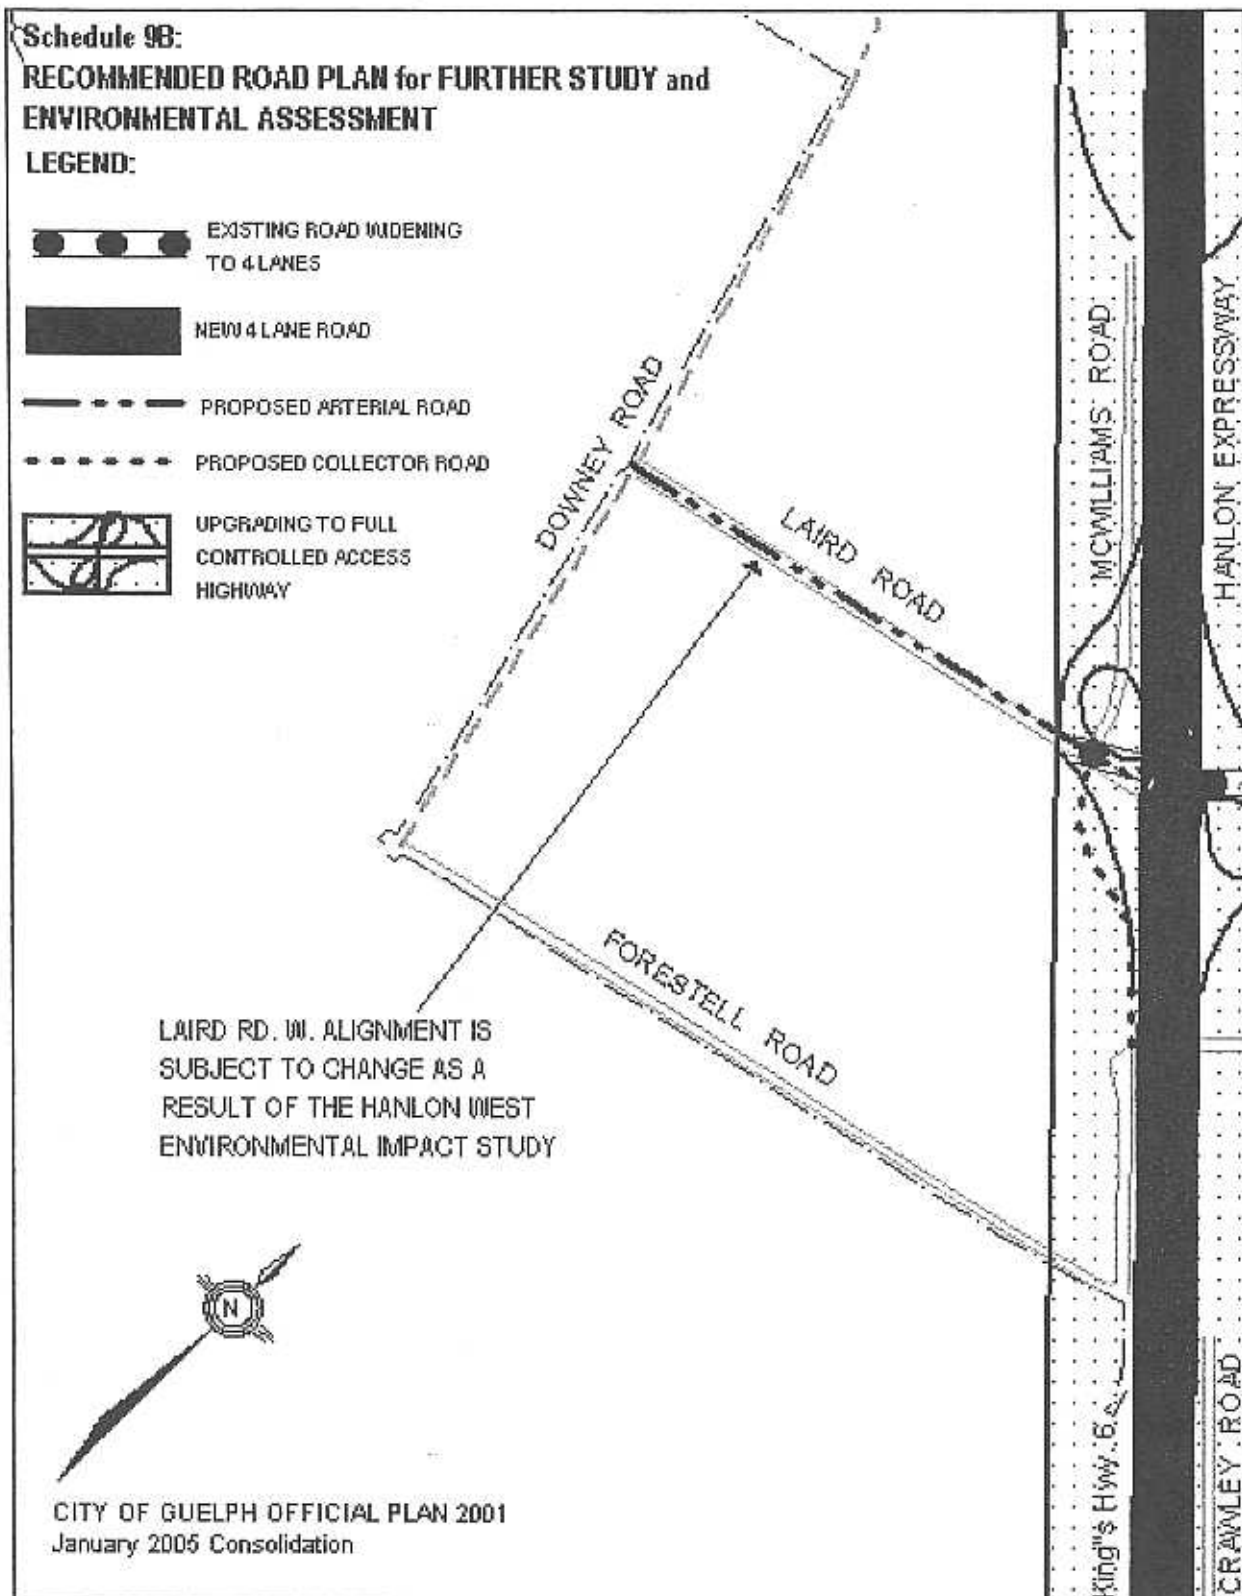 Schedule 9B:
RECOMMENDED ROAD PLAN for FURTHER STUDY and
ENVIRONMENTAL ASSESSMENT
LEGEND:
EXISTING ROAD WIDENING
TO 4 LANES
NEW 4 LANE ROAD
PROPOSED ARTERIAL ROAD
PROPOSED COLLECTOR ROAD
UPGRADING TO FULL
CONTROLLED ACCESS
HIGHWAY
DOWNEY ROAD
LAIRD ROAD
MCWILLIAMS ROAD
HANLON EXPRESSWAY
FORESTELL ROAD
LAIRD RD. W. ALIGNMENT IS
SUBJECT TO CHANGE AS A
RESULT OF THE HANLON WEST
ENVIRONMENTAL IMPACT STUDY
N
King"s Hwy. 6
CRAWLEY ROAD
CITY OF GUELPH OFFICIAL PLAN 2001
January 2005 Consolidation